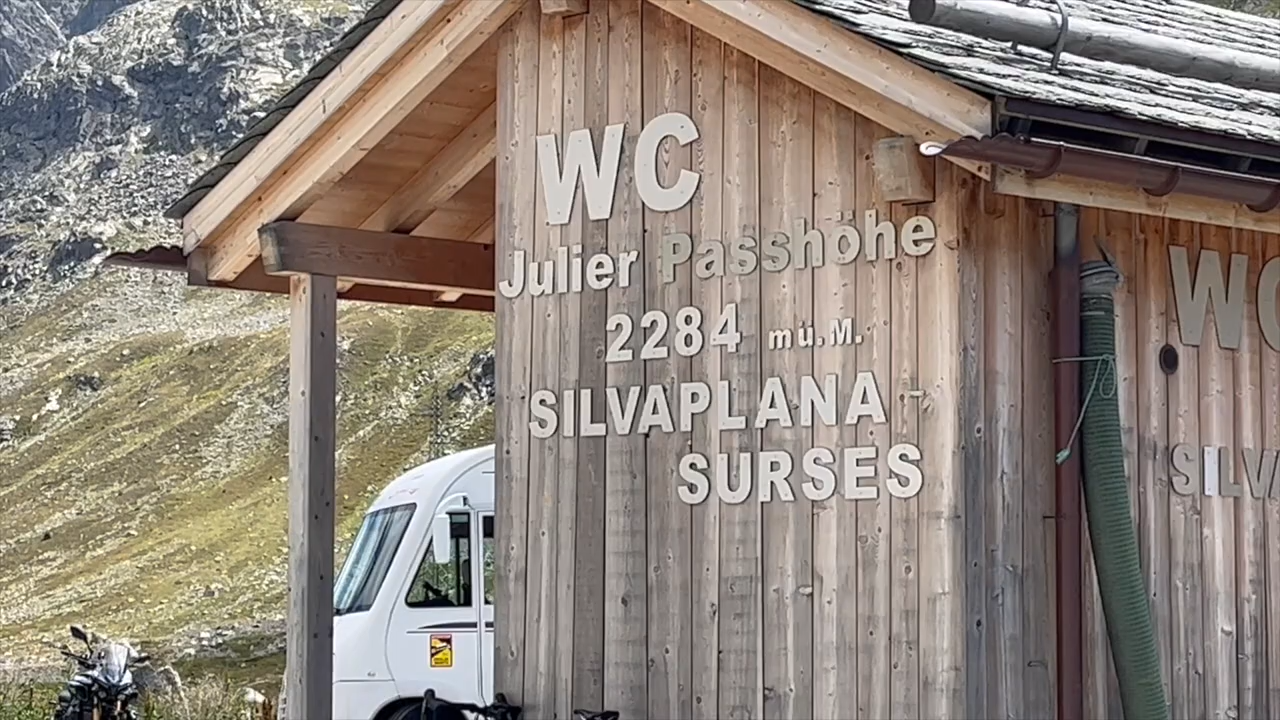 WC
Julier Passhöhe
2284 mü.M.
SILVAPLANA -
SURSES
WC
SILVA